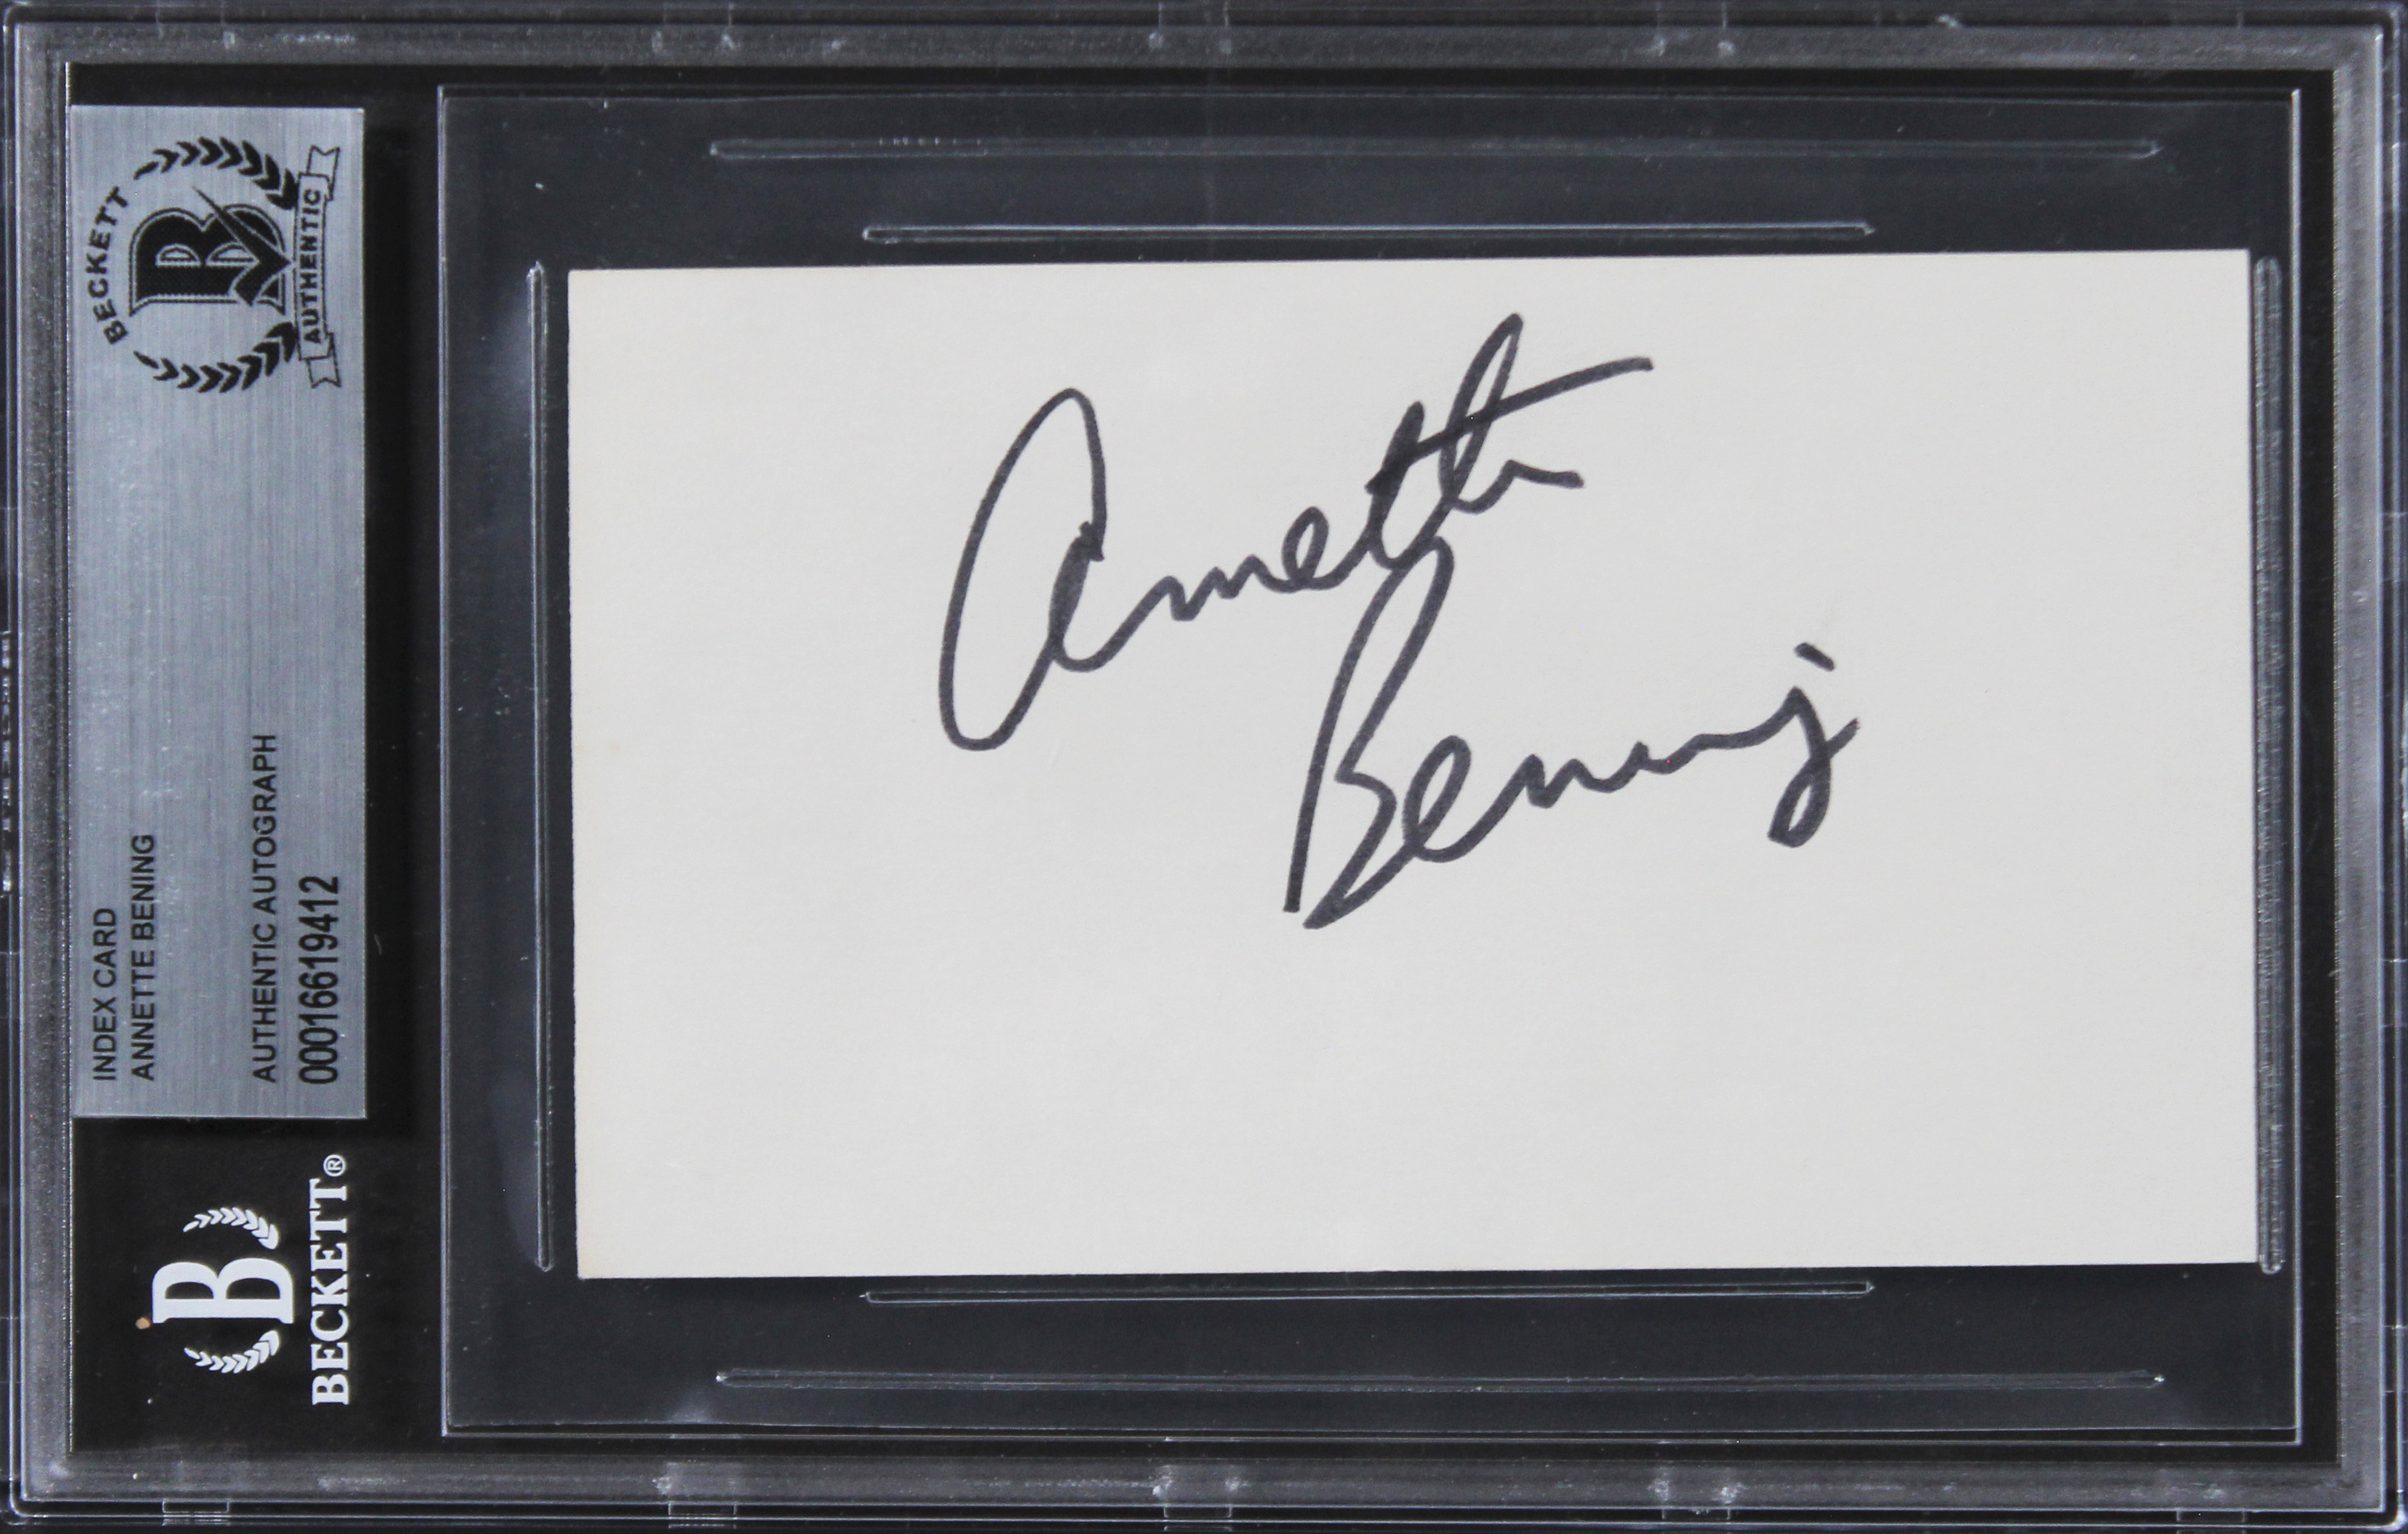 BECKETT
B
AUTHENTIC
INDEX CARD
ANNETTE BENING
AUTHENTIC AUTOGRAPH
00016619412
B
BECKETT®
Annette
Bening